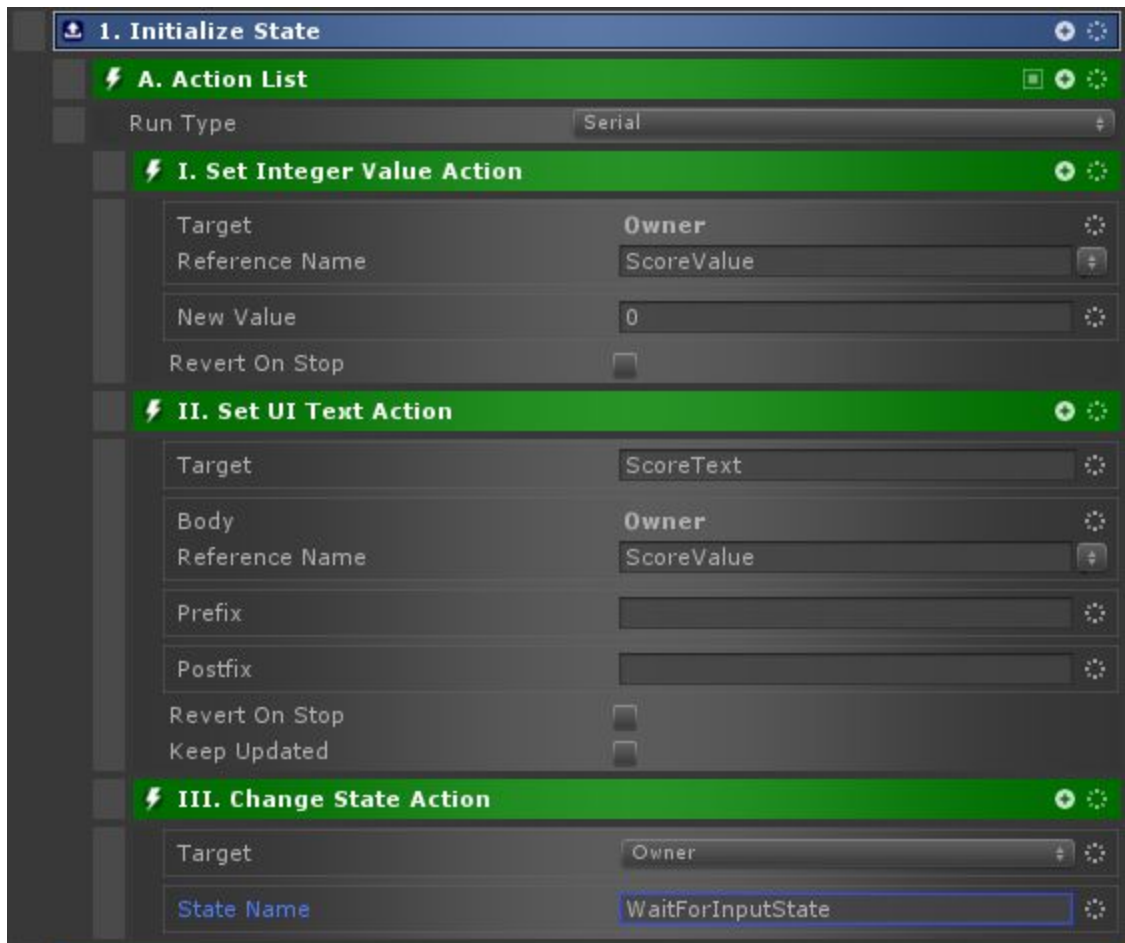 1. Initialize State
A. Action List
Run Type Serial
I. Set Integer Value Action
Target Owner
Reference Name ScoreValue
New Value 0
Revert On Stop
II. Set UI Text Action
Target ScoreText
Body Owner
Reference Name ScoreValue
Prefix
Postfix
Revert On Stop
Keep Updated
III. Change State Action
Target Owner
State Name WaitForInputState